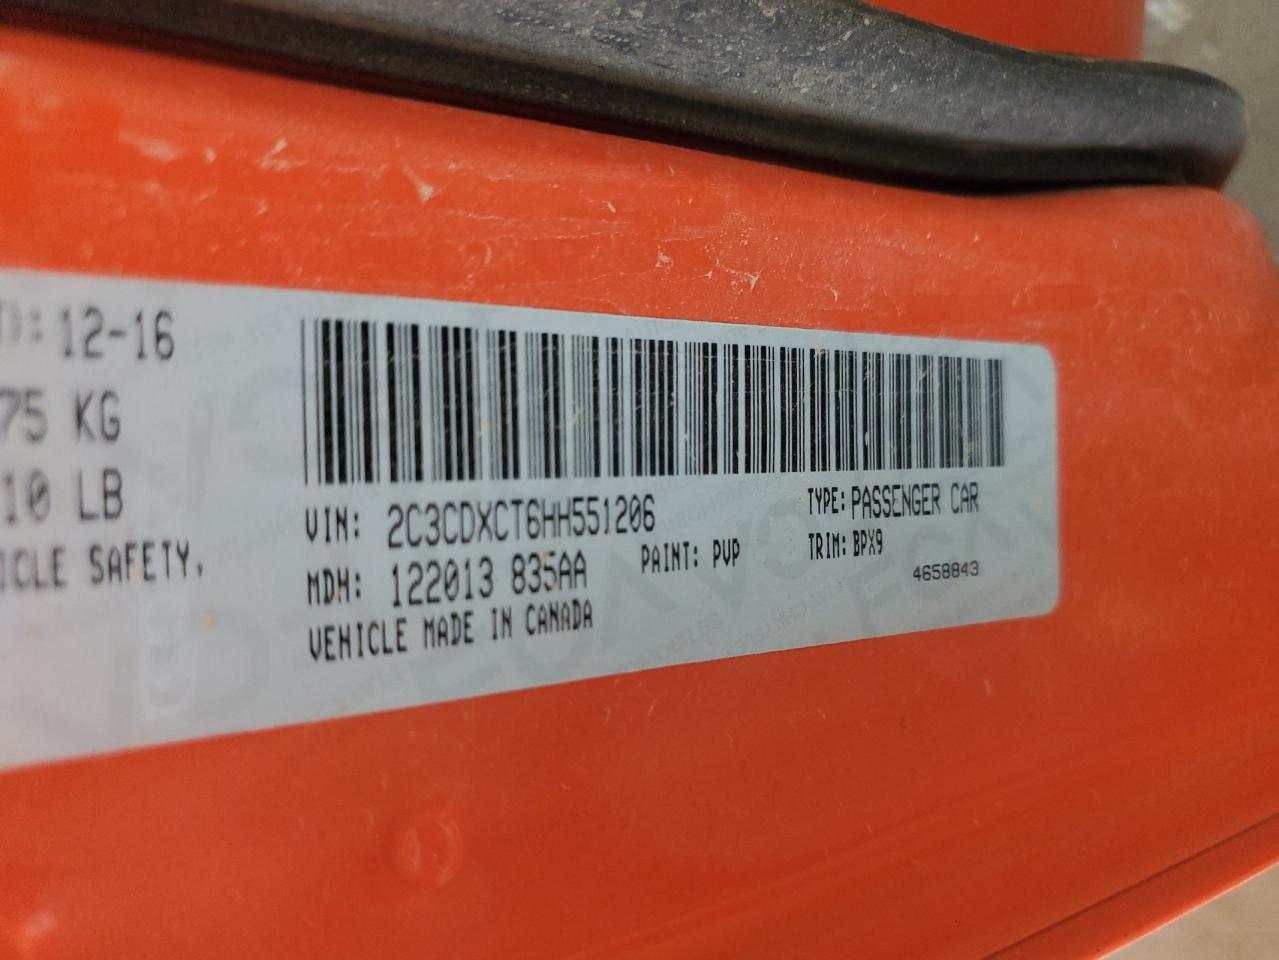 T): 12-16
75 KG
10 LB
ICLE SAFETY.
VIN: 2C3CDXCT6HH551206
TYPE: PASSENGER CAR
MDH: 122013 835AA
PAINT: PVP
TRIM: BPX9
4658843
VEHICLE MADE IN CANADA